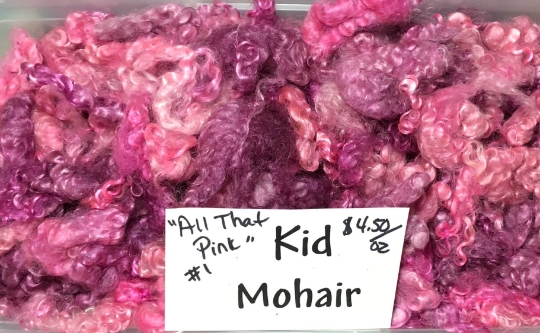 "All That
Pink"
#1
Kid
$4.50/oz
Mohair